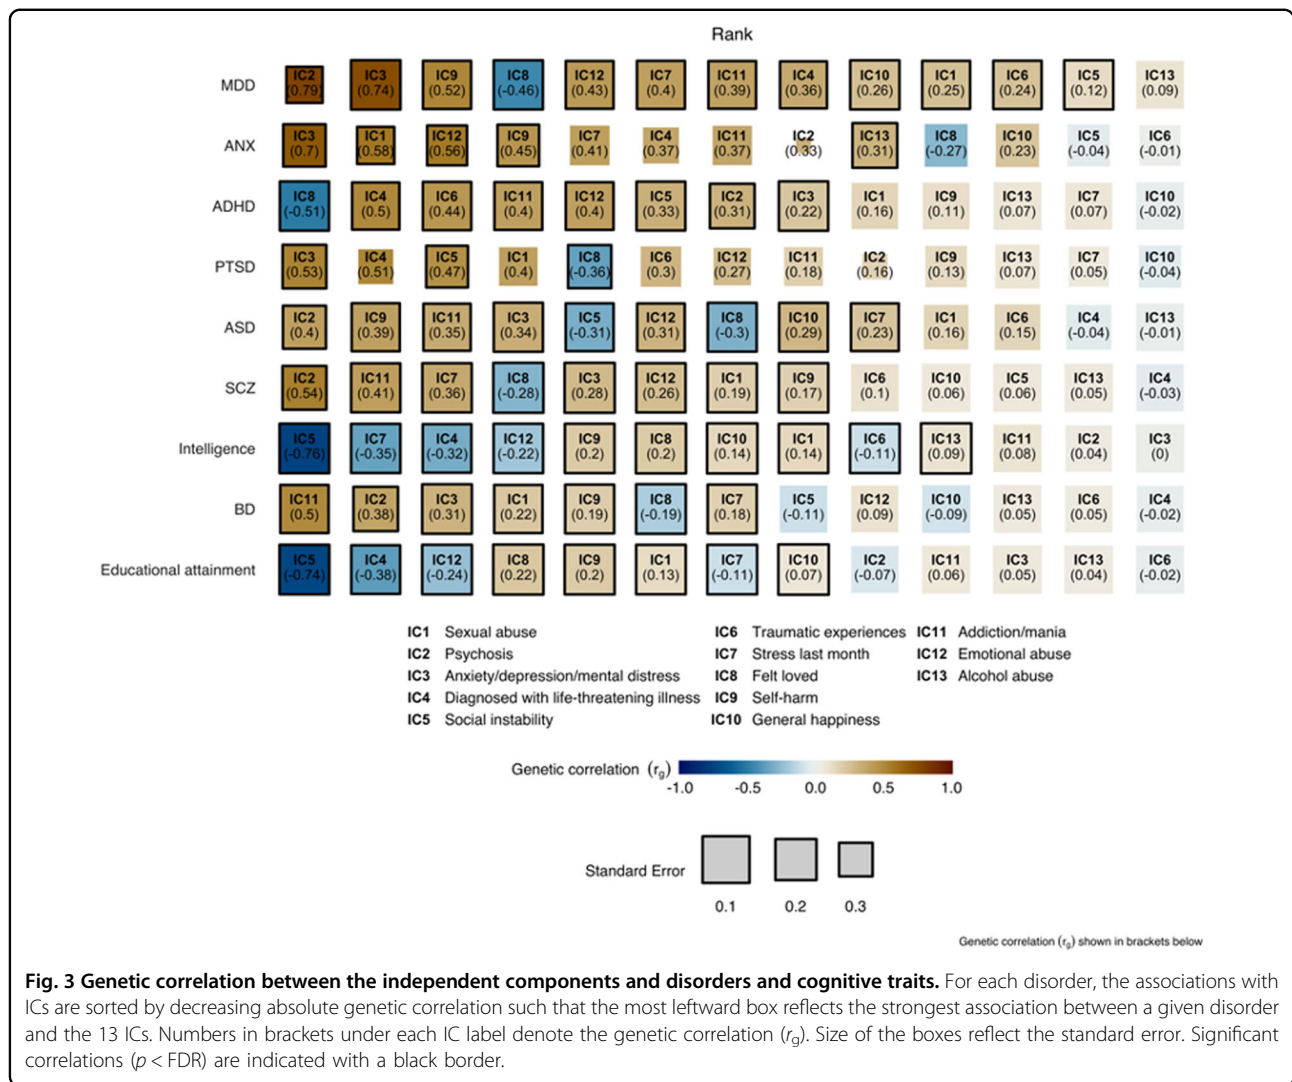 Rank
MDD
IC2 IC3 IC9 IC8 IC12 IC7 IC11 IC4 IC10 IC1 IC6 IC5 IC13
(0.79) (0.74) (0.52) (-0.46) (0.43) (0.4) (0.39) (0.36) (0.26) (0.25) (0.24) (0.12) (0.09)
ANX
IC3 IC1 IC12 IC9 IC7 IC4 IC11 IC2 IC13 IC8 IC10 IC5 IC6
(0.7) (0.58) (0.56) (0.45) (0.41) (0.37) (0.37) (0.33) (0.31) (-0.27) (0.23) (-0.04) (-0.01)
ADHD
IC8 IC4 IC6 IC11 IC12 IC5 IC2 IC3 IC1 IC9 IC13 IC7 IC10
(-0.51) (0.5) (0.44) (0.4) (0.4) (0.33) (0.31) (0.22) (0.16) (0.11) (0.07) (0.07) (-0.02)
PTSD
IC3 IC4 IC5 IC1 IC8 IC6 IC12 IC11 IC2 IC9 IC13 IC7 IC10
(0.53) (0.51) (0.47) (0.4) (-0.36) (0.3) (0.27) (0.18) (0.16) (0.13) (0.07) (0.05) (-0.04)
ASD
IC2 IC9 IC11 IC3 IC5 IC12 IC8 IC10 IC7 IC1 IC6 IC4 IC13
(0.4) (0.39) (0.35) (0.34) (-0.31) (0.31) (-0.3) (0.29) (0.23) (0.16) (0.15) (-0.04) (-0.01)
SCZ
IC2 IC11 IC7 IC8 IC3 IC12 IC1 IC9 IC6 IC10 IC5 IC13 IC4
(0.54) (0.41) (0.36) (-0.28) (0.28) (0.26) (0.19) (0.17) (0.1) (0.06) (0.06) (0.05) (-0.03)
Intelligence
IC5 IC7 IC4 IC12 IC9 IC8 IC10 IC1 IC6 IC13 IC11 IC2 IC3
(-0.76) (-0.35) (-0.32) (-0.22) (0.2) (0.2) (0.14) (0.14) (-0.11) (0.09) (0.08) (0.04) (0)
BD
IC11 IC2 IC3 IC1 IC9 IC8 IC7 IC5 IC12 IC10 IC13 IC6 IC4
(0.5) (0.38) (0.31) (0.22) (0.19) (-0.19) (0.18) (-0.11) (0.09) (-0.09) (0.05) (0.05) (-0.02)
Educational attainment
IC5 IC4 IC12 IC8 IC9 IC1 IC7 IC10 IC2 IC11 IC3 IC13 IC6
(-0.74) (-0.38) (-0.24) (0.22) (0.2) (0.13) (-0.11) (0.07) (-0.07) (0.06) (0.05) (0.04) (-0.02)
IC1 Sexual abuse IC6 Traumatic experiences IC11 Addiction/mania
IC2 Psychosis IC7 Stress last month IC12 Emotional abuse
IC3 Anxiety/depression/mental distress IC8 Felt loved IC13 Alcohol abuse
IC4 Diagnosed with life-threatening illness IC9 Self-harm
IC5 Social instability IC10 General happiness
Genetic correlation (rg)
-1.0 -0.5 0.0 0.5 1.0
Standard Error
0.1 0.2 0.3
Genetic correlation (rg) shown in brackets below
Fig. 3 Genetic correlation between the independent components and disorders and cognitive traits. For each disorder, the associations with
ICs are sorted by decreasing absolute genetic correlation such that the most leftward box reflects the strongest association between a given disorder
and the 13 ICs. Numbers in brackets under each IC label denote the genetic correlation (rg). Size of the boxes reflect the standard error. Significant
correlations (p < FDR) are indicated with a black border.